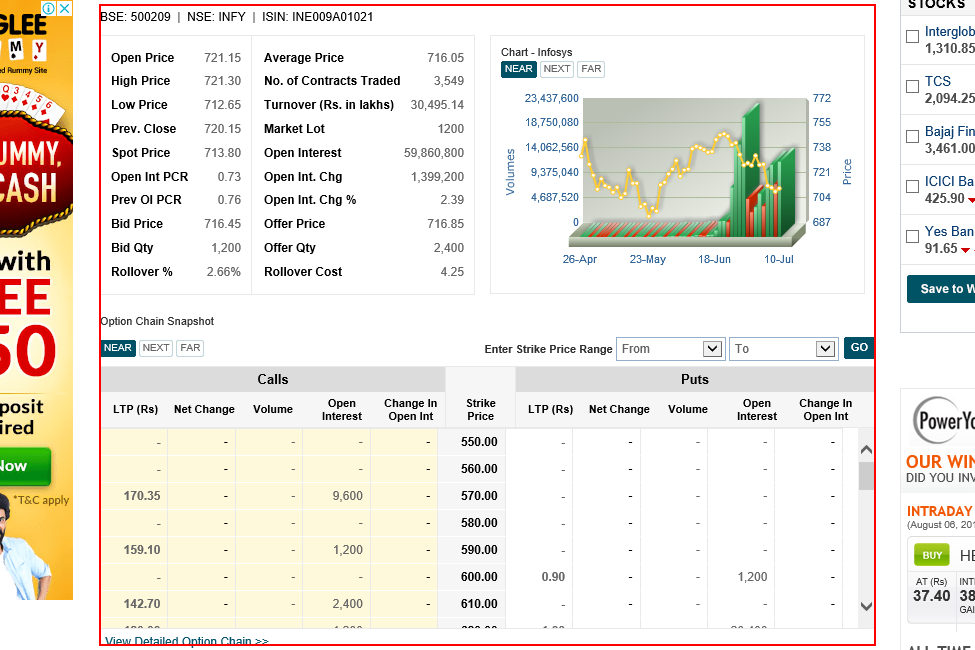 GLEE
M Y
ed Rummy Site
Q 3 4 5 6
UMMY,
CASH
with
EE
50
posit
ired
Now
*T&C apply
BSE: 500209 | NSE: INFY | ISIN: INE009A01021
Open Price 721.15 Average Price 716.05
High Price 721.30 No. of Contracts Traded 3,549
Low Price 712.65 Turnover (Rs. in lakhs) 30,495.14
Prev. Close 720.15 Market Lot 1200
Spot Price 713.80 Open Interest 59,860,800
Open Int PCR 0.73 Open Int. Chg 1,399,200
Prev OI PCR 0.76 Open Int. Chg % 2.39
Bid Price 716.45 Offer Price 716.85
Bid Qty 1,200 Offer Qty 2,400
Rollover % 2.66% Rollover Cost 4.25
Chart - Infosys
NEAR NEXT FAR
23,437,600 772
18,750,080 755
14,062,560 738
9,375,040 721
4,687,520 704
0 687
Volumes
Price
26-Apr 23-May 18-Jun 10-Jul
Option Chain Snapshot
NEAR NEXT FAR Enter Strike Price Range From To GO
Calls Puts
LTP (Rs) Net Change Volume Open Interest Change In Open Int Strike Price LTP (Rs) Net Change Volume Open Interest Change In Open Int
- - - - - 550.00 - - - - -
- - - - - 560.00 - - - - -
170.35 - - 9,600 - 570.00 - - - - -
- - - - - 580.00 - - - - -
159.10 - - 1,200 - 590.00 - - - - -
- - - - - 600.00 0.90 - - 1,200 -
142.70 - - 2,400 - 610.00 - - - - -
View Detailed Option Chain >>
STOCKS
Interglob
1,310.85
TCS
2,094.25
Bajaj Fin
3,461.00
ICICI Ba
425.90
Yes Ban
91.65
Save to W
PowerYo
OUR WIN
DID YOU INV
INTRADAY
(August 06, 201
BUY HE
AT (Rs) INT
37.40 38
GAI
ALL TIME